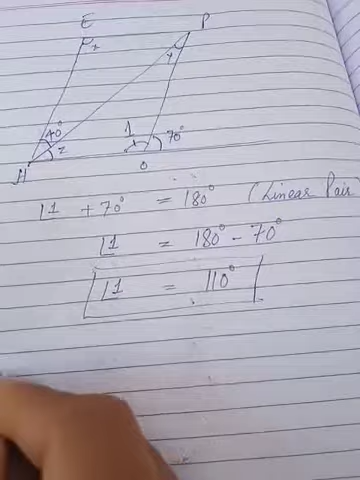 E
P
x
y
40°
z
1
70°
H
O
∠1 + 70° = 180° (Linear Pair)
∠1 = 180° - 70°
∠1 = 110°